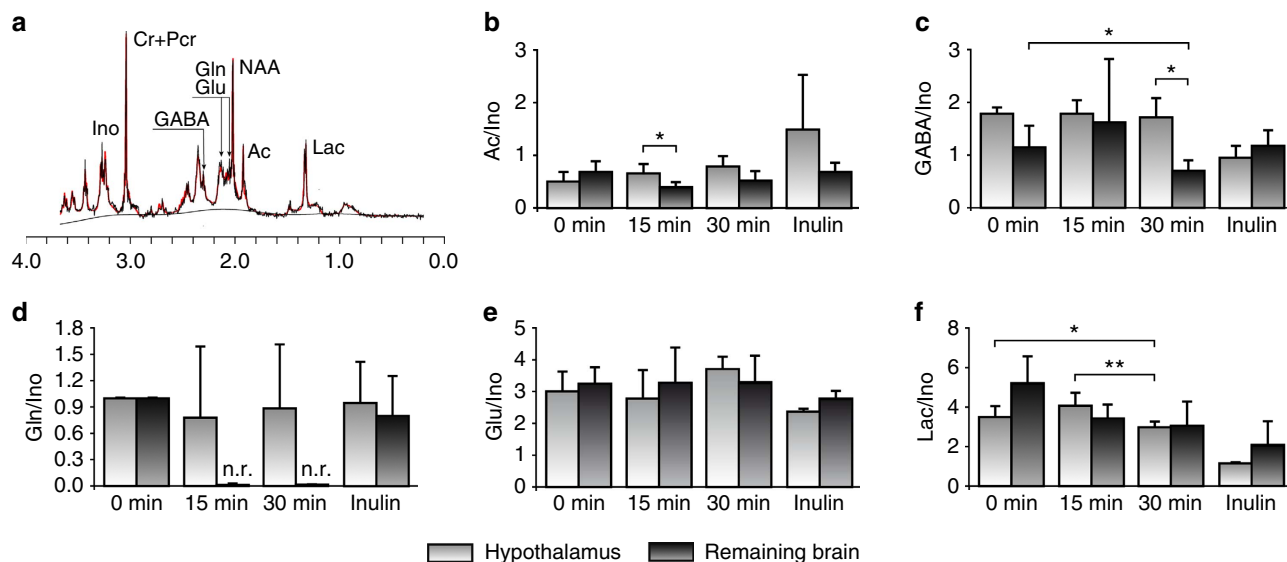 a
Cr+Pcr
Gln
Glu
NAA
GABA
Ino
Ac
Lac
4.0 3.0 2.0 1.0 0.0
b
Ac/Ino
3
2
1
0
*
0 min 15 min 30 min Inulin
c
GABA/Ino
3
2
1
0
*
*
0 min 15 min 30 min Inulin
d
Gln/Ino
1.8
1.5
1.2
0.9
0.6
0.3
0.0
n.r. n.r.
0 min 15 min 30 min Inulin
e
Glu/Ino
5
4
3
2
1
0
0 min 15 min 30 min Inulin
f
Lac/Ino
8
6
4
2
0
*
**
0 min 15 min 30 min Inulin
Hypothalamus Remaining brain